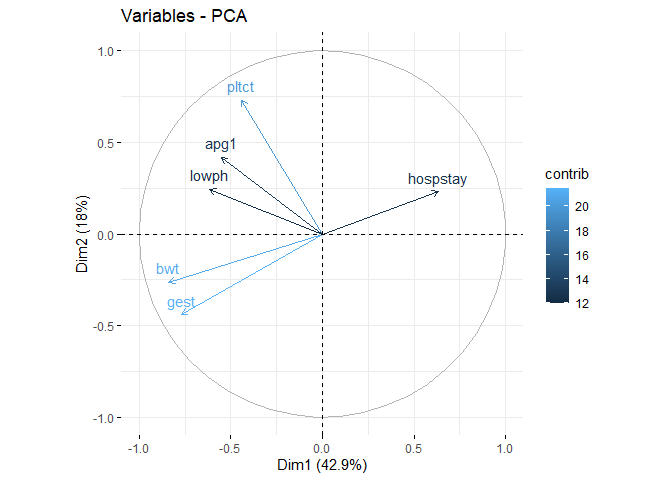 Variables - PCA
1.0
0.5
0.0
-0.5
-1.0
Dim2 (18%)
pltct
apg1
lowph
hospstay
bwt
gest
-1.0 -0.5 0.0 0.5 1.0
Dim1 (42.9%)
contrib
20
18
16
14
12